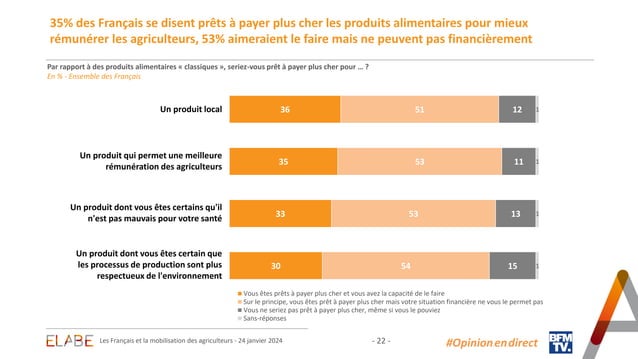 35% des Français se disent prêts à payer plus cher les produits alimentaires pour mieux
rémunérer les agriculteurs, 53% aimeraient le faire mais ne peuvent pas financièrement
Par rapport à des produits alimentaires « classiques », seriez-vous prêt à payer plus cher pour … ?
En % - Ensemble des Français
Un produit local
36 51 12 1
Un produit qui permet une meilleure
rémunération des agriculteurs
35 53 11 1
Un produit dont vous êtes certains qu'il
n'est pas mauvais pour votre santé
33 53 13 1
Un produit dont vous êtes certain que
les processus de production sont plus
respectueux de l'environnement
30 54 15 1
Vous êtes prêts à payer plus cher et vous avez la capacité de le faire
Sur le principe, vous êtes prêt à payer plus cher mais votre situation financière ne vous le permet pas
Vous ne seriez pas prêt à payer plus cher, même si vous le pouviez
Sans-réponses
ELABE
Les Français et la mobilisation des agriculteurs - 24 janvier 2024
- 22 -
#Opinionendirect
BFM
TV.